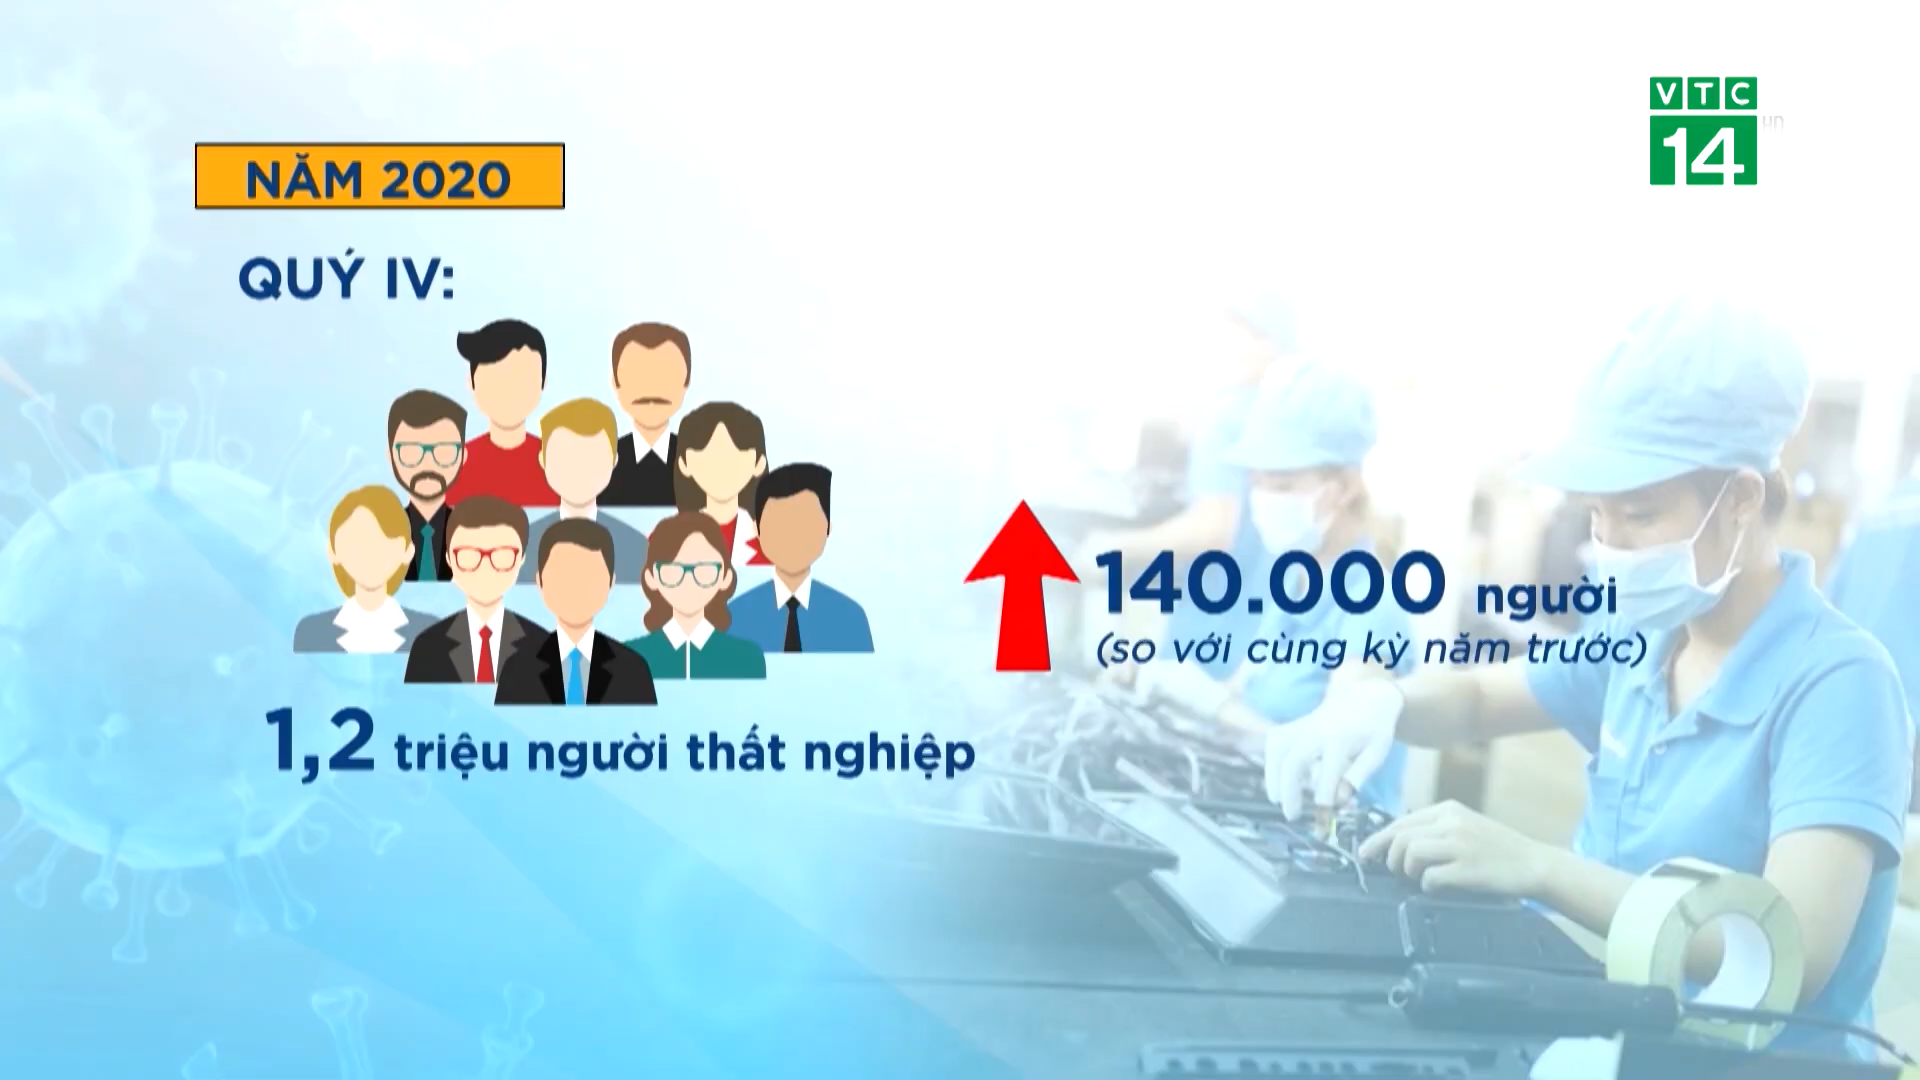 VTC
14
NĂM 2020
QUÝ IV:
140.000 người
(so với cùng kỳ năm trước)
1,2 triệu người thất nghiệp